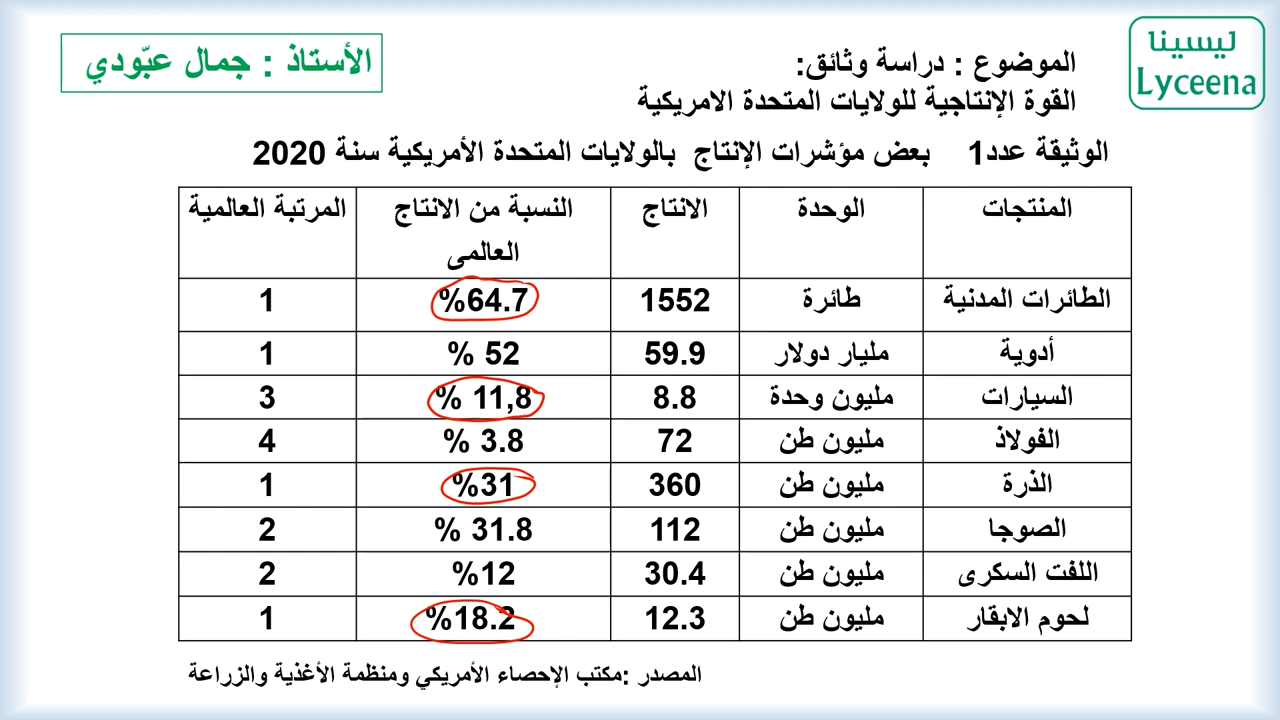 ليسينا
Lyceena
الأستاذ : جمال عبّودي
الموضوع : دراسة وثائق:
القوة الإنتاجية للولايات المتحدة الامريكية
الوثيقة عدد1 بعض مؤشرات الإنتاج بالولايات المتحدة الأمريكية سنة 2020
المنتجات الوحدة الانتاج النسبة من الانتاج العالمى المرتبة العالمية
الطائرات المدنية طائرة 1552 %64.7 1
أدوية مليار دولار 59.9 % 52 1
السيارات مليون وحدة 8.8 % 11,8 3
الفولاذ مليون طن 72 % 3.8 4
الذرة مليون طن 360 %31 1
الصوجا مليون طن 112 % 31.8 2
اللفت السكرى مليون طن 30.4 %12 2
لحوم الابقار مليون طن 12.3 %18.2 1
المصدر :مكتب الإحصاء الأمريكي ومنظمة الأغذية والزراعة